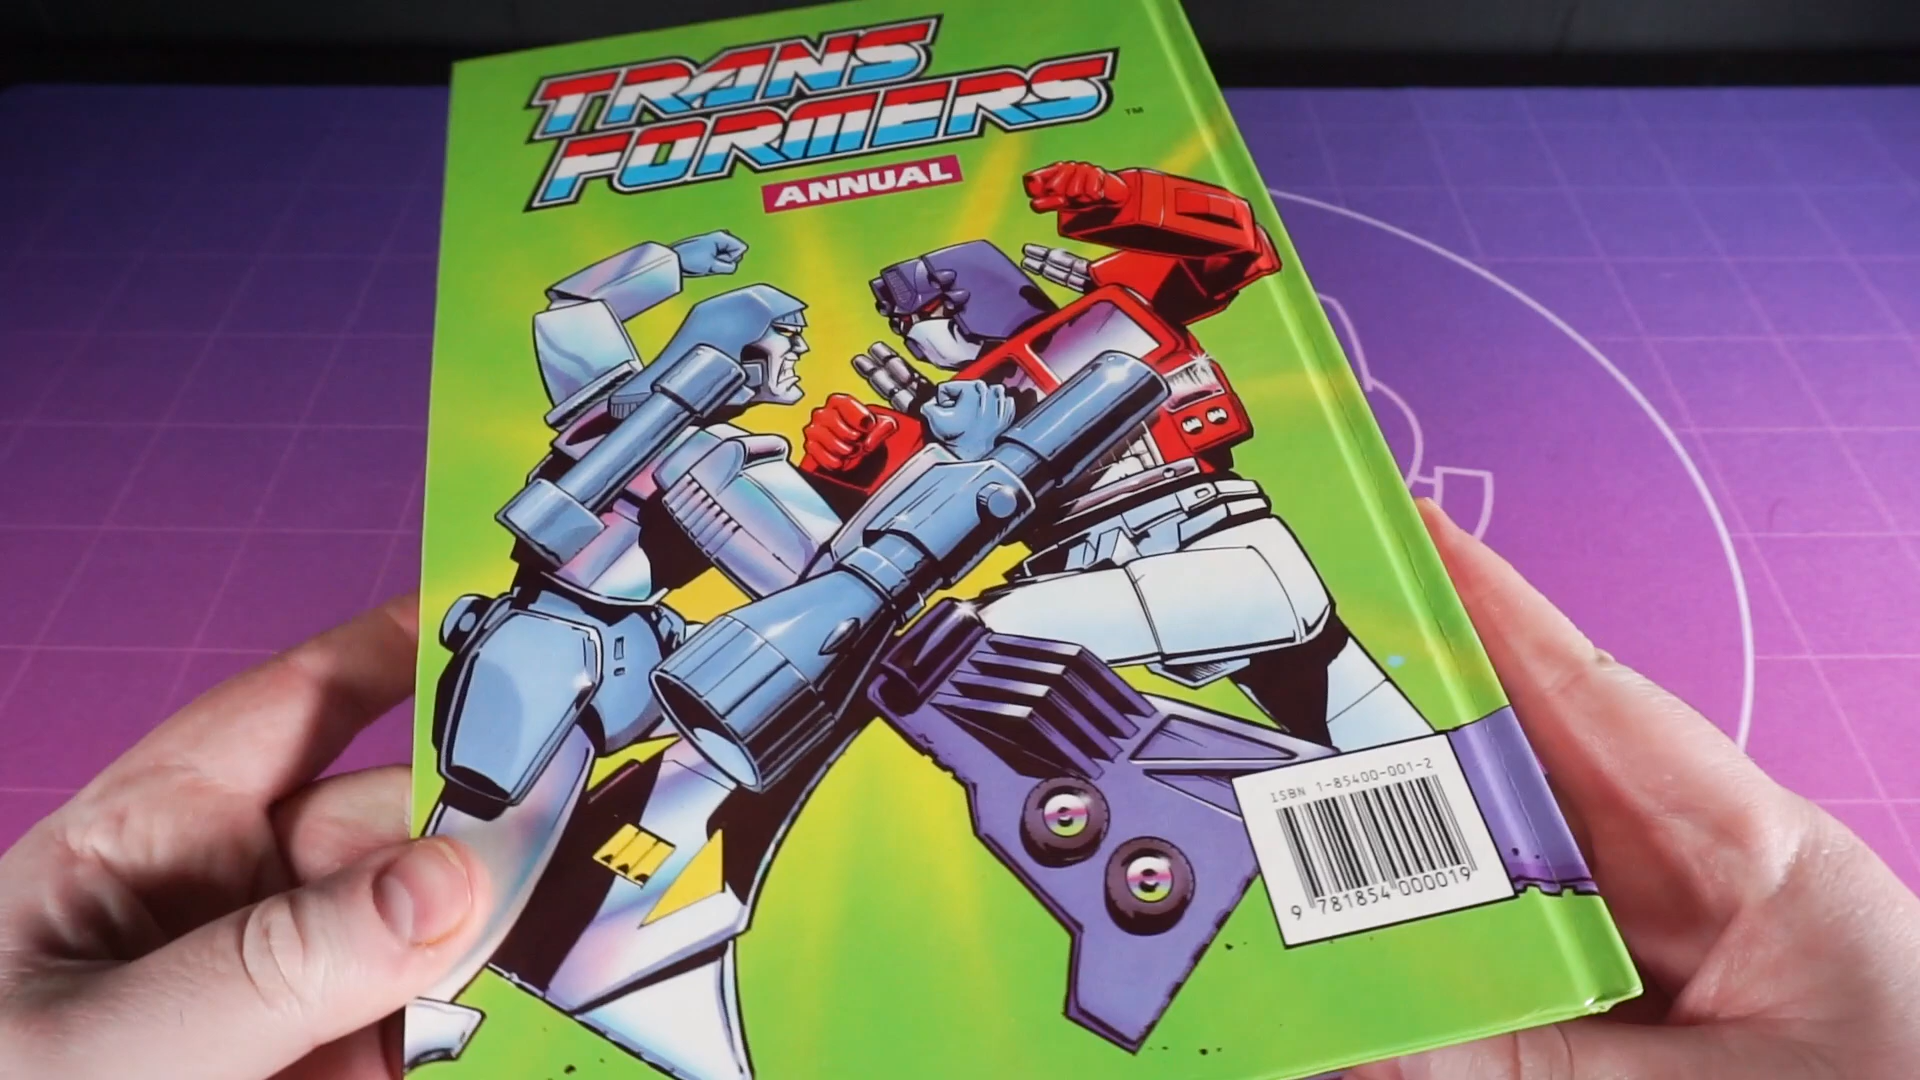 TRANS
FORMERS
™
ANNUAL
ISBN 1-85400-001-2
9 781854 000019